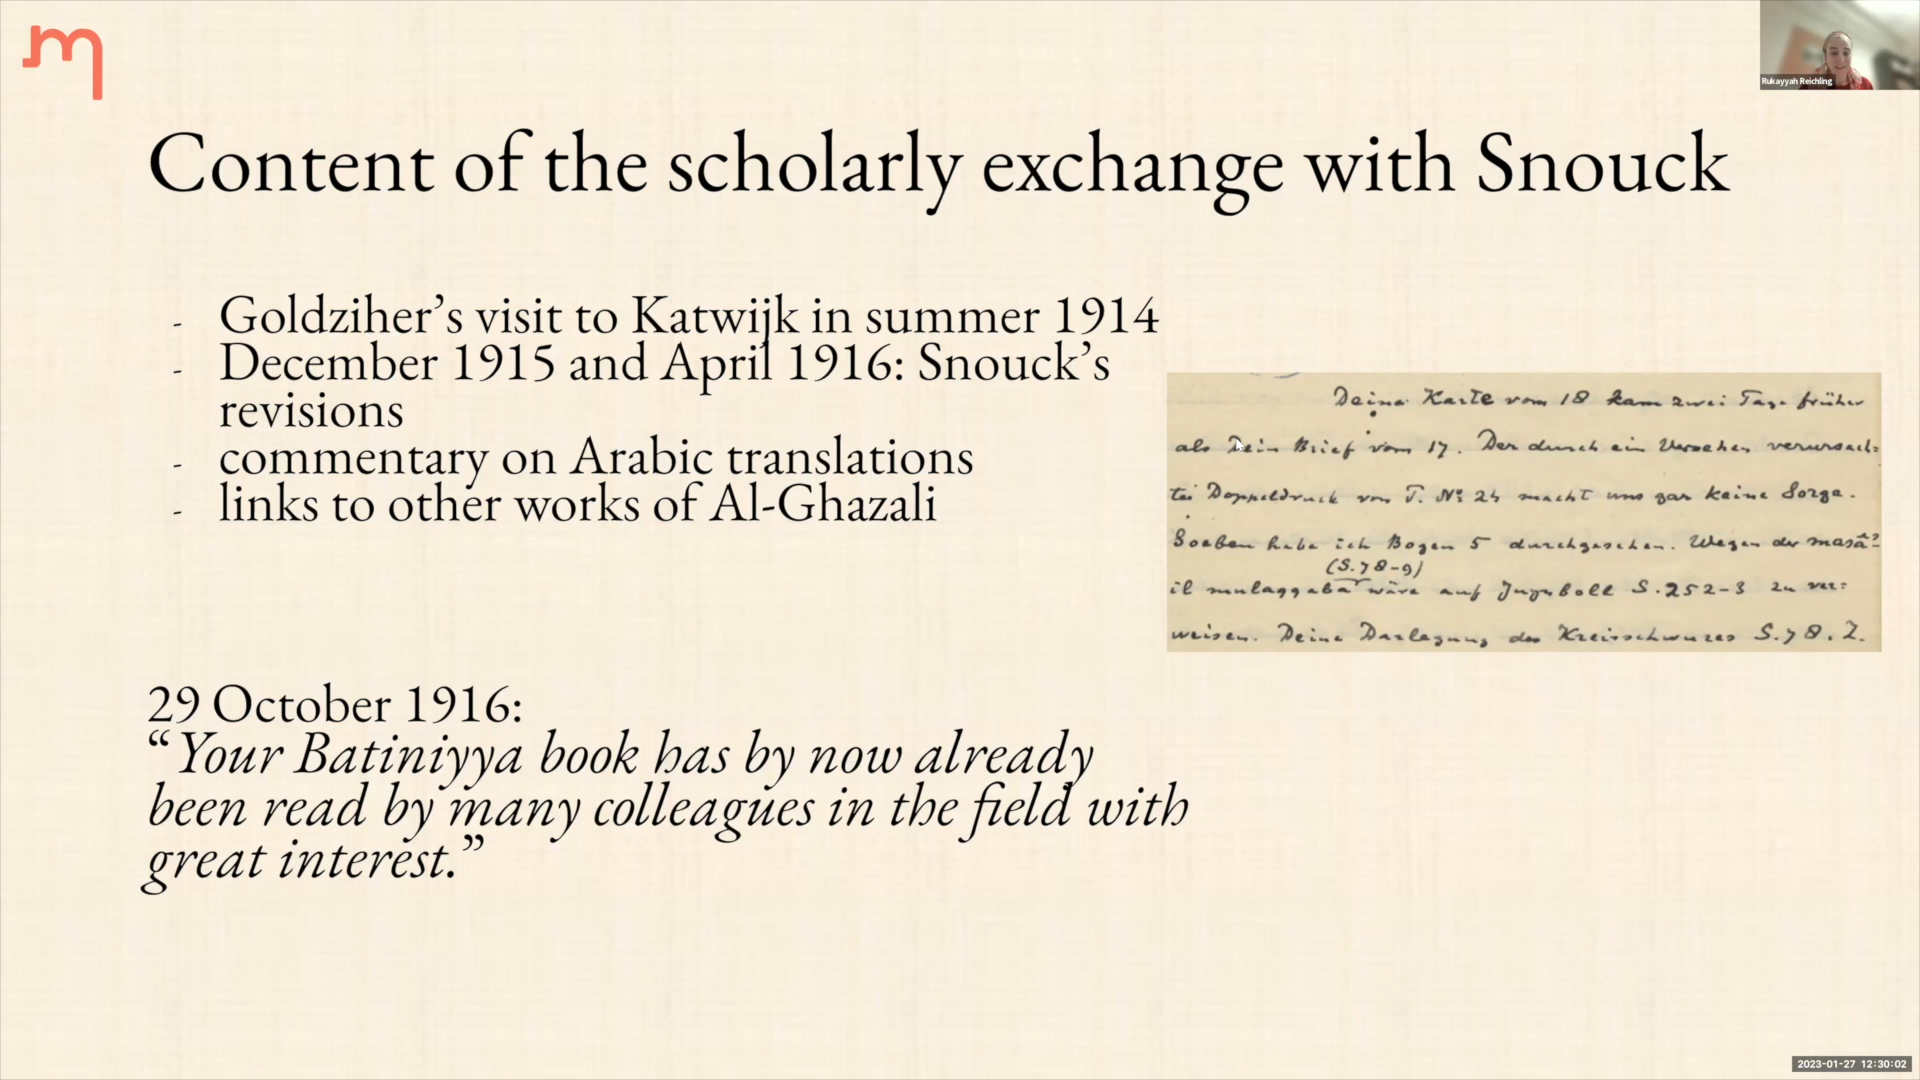 Rukayyah Reichling
Content of the scholarly exchange with Snouck
- Goldziher’s visit to Katwijk in summer 1914
- December 1915 and April 1916: Snouck’s
revisions
- commentary on Arabic translations
- links to other works of Al-Ghazali
Deine Karte vom 18 kam zwei Tage früher
als Dein Brief vom 17. Der durch ein Versehen verursach=
te Doppeldruck von T. Nº 24 macht uns gar keine Sorge.
Soeben habe ich Bogen 5 durchgesehen. Wegen der masâ’
(S.78-9)
il mulaqqaba wäre auf Juynboll S.252-3 zu ver=
weisen. Deine Darlegung des Kreisschwures S.78. Z.
29 October 1916:
“Your Batiniyya book has by now already
been read by many colleagues in the field with
great interest.”
2023-01-27 12:30:02